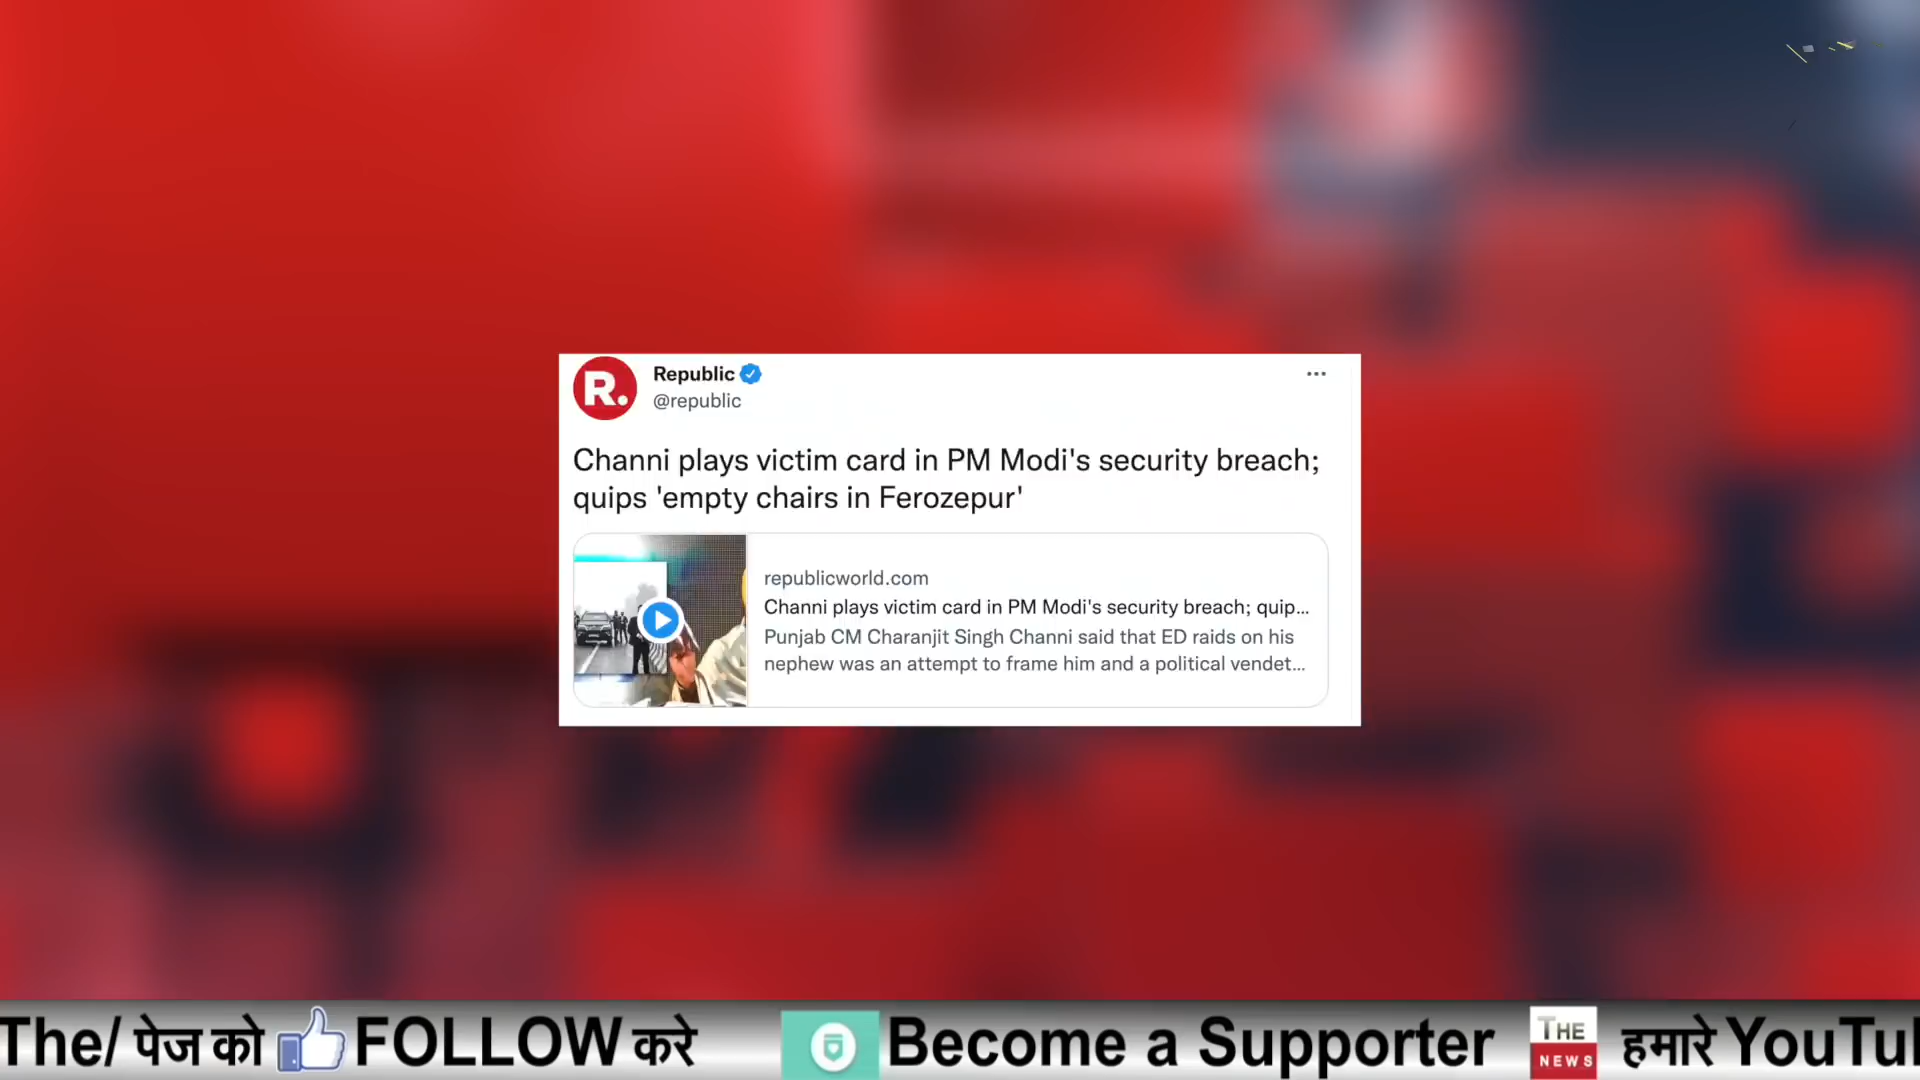 R.
Republic
@republic
Channi plays victim card in PM Modi's security breach;
quips 'empty chairs in Ferozepur'
republicworld.com
Channi plays victim card in PM Modi's security breach; quip...
Punjab CM Charanjit Singh Channi said that ED raids on his
nephew was an attempt to frame him and a political vendet...
The/ पेज को FOLLOW करे Become a Supporter THE NEWS हमारे YouTu